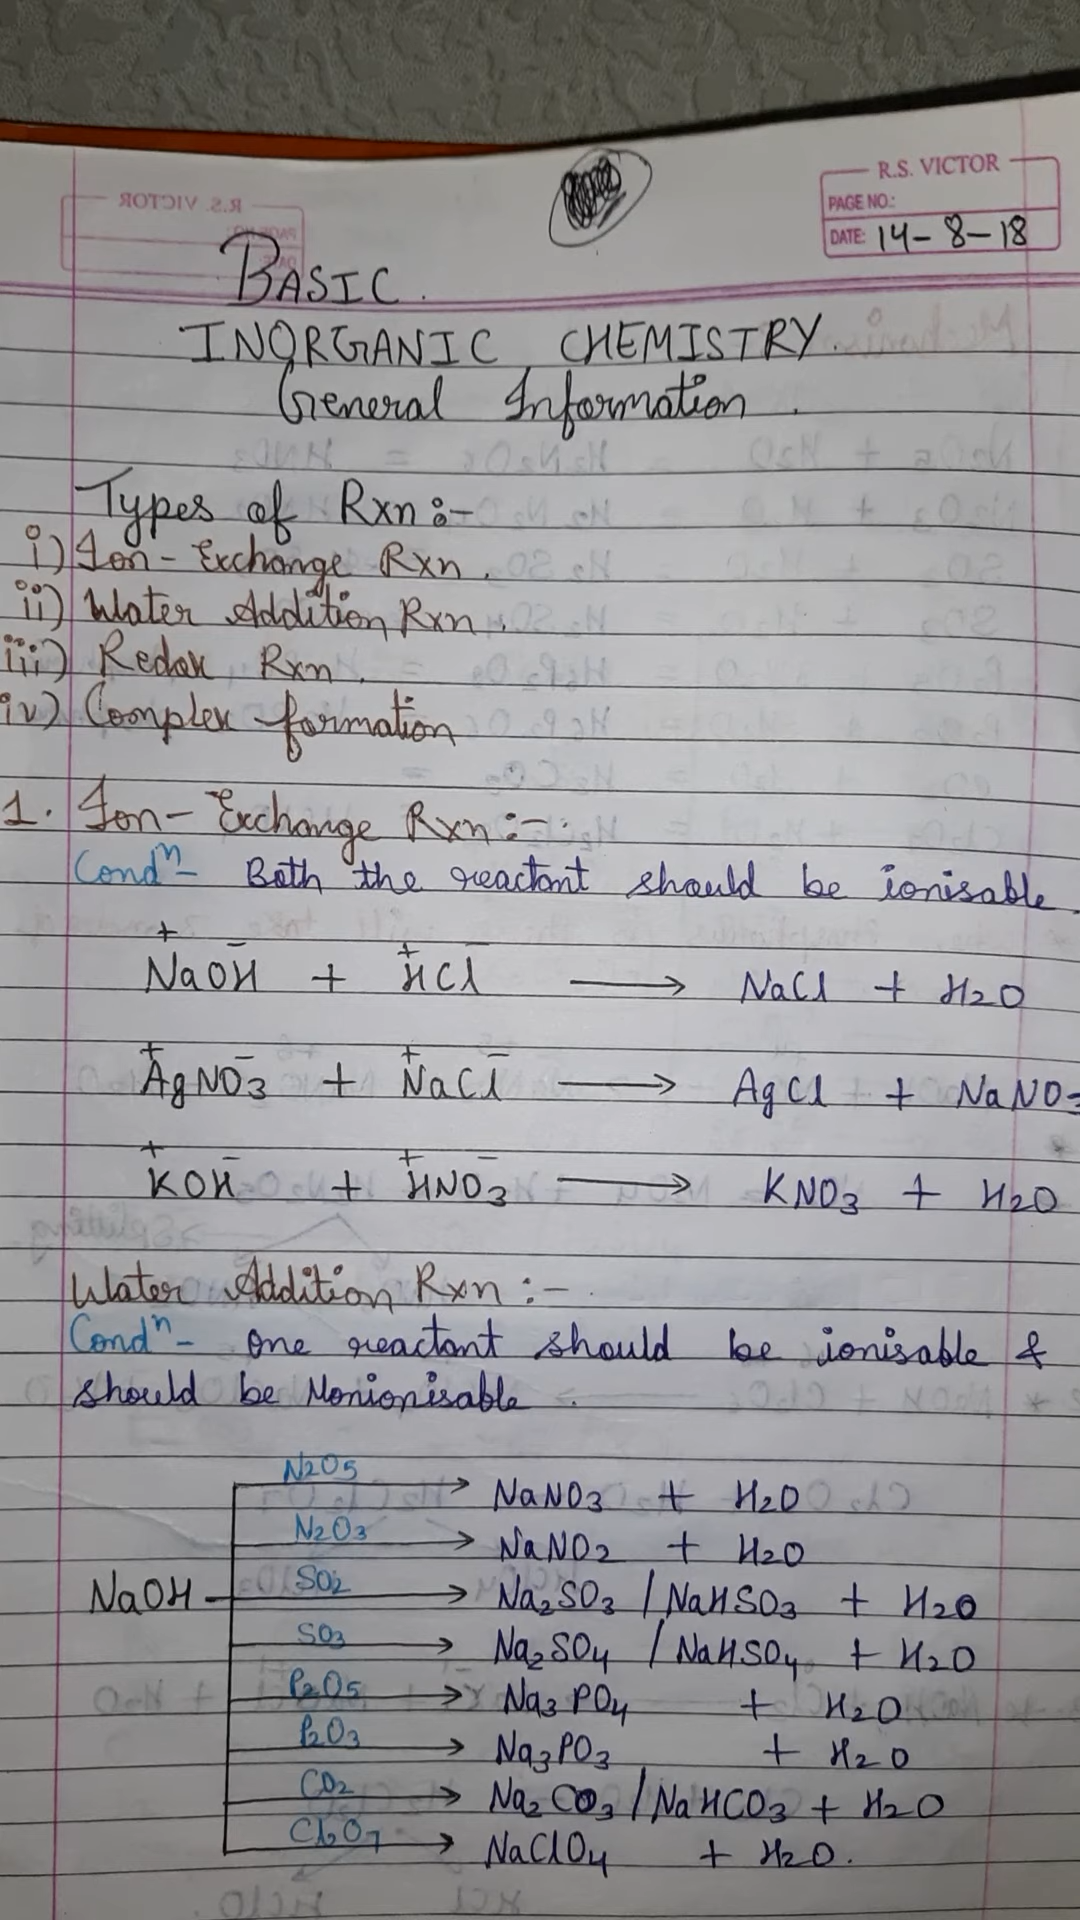 R.S. VICTOR
PAGE NO.:
DATE: 14-8-18
BASIC.
INORGANIC CHEMISTRY.
General Information.
Types of Rxn :-
i) Ion-Exchange Rxn.
ii) Water Addition Rxn.
iii) Redox Rxn.
iv) Complex formation
1. Ion-Exchange Rxn :-
Condⁿ- Both the reactant should be ionisable.
+ - + -
NaOH + HCl ⟶ NaCl + H2O
+ - + -
AgNO3 + NaCl ⟶ AgCl + NaNO3
+ - + -
KOH + HNO3 ⟶ KNO3 + H2O
Water Addition Rxn :-
Condⁿ- One reactant should be ionisable &
should be Nonionisable.
N2O5 ⟶ NaNO3 + H2O
N2O3 ⟶ NaNO2 + H2O
NaOH SO2 ⟶ Na2SO3 / NaHSO3 + H2O
SO3 ⟶ Na2SO4 / NaHSO4 + H2O
P2O5 ⟶ Na3PO4 + H2O
P2O3 ⟶ Na3PO3 + H2O
CO2 ⟶ Na2CO3 / NaHCO3 + H2O
Cl2O7 ⟶ NaClO4 + H2O.